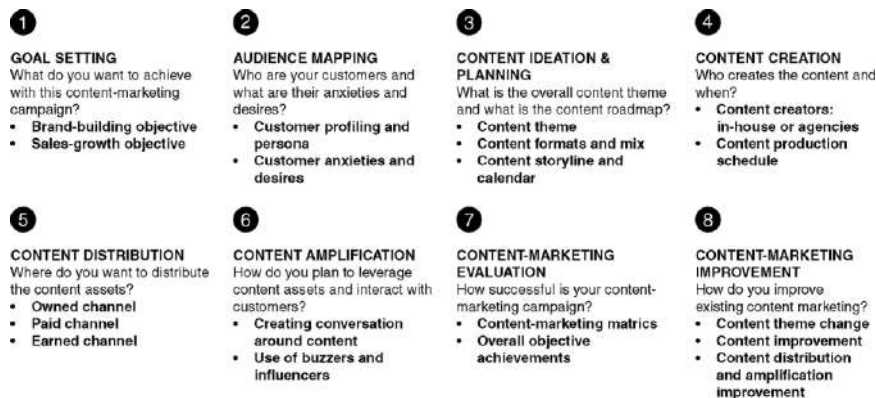 1
GOAL SETTING
What do you want to achieve
with this content-marketing
campaign?
• Brand-building objective
• Sales-growth objective
2
AUDIENCE MAPPING
Who are your customers and
what are their anxieties and
desires?
• Customer profiling and
persona
• Customer anxieties and
desires
3
CONTENT IDEATION &
PLANNING
What is the overall content theme
and what is the content roadmap?
• Content theme
• Content formats and mix
• Content storyline and
calendar
4
CONTENT CREATION
Who creates the content and
when?
• Content creators:
in-house or agencies
• Content production
schedule
5
CONTENT DISTRIBUTION
Where do you want to distribute
the content assets?
• Owned channel
• Paid channel
• Earned channel
6
CONTENT AMPLIFICATION
How do you plan to leverage
content assets and interact with
customers?
• Creating conversation
around content
• Use of buzzers and
influencers
7
CONTENT-MARKETING
EVALUATION
How successful is your content-
marketing campaign?
• Content-marketing matrics
• Overall objective
achievements
8
CONTENT-MARKETING
IMPROVEMENT
How do you improve
existing content marketing?
• Content theme change
• Content improvement
• Content distribution
and amplification
improvement